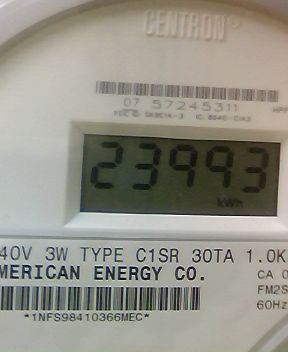 CENTRON®
07 57245311
23993
kWh
40V 3W TYPE C1SR 30TA 1.0K
MERICAN ENERGY CO.
CA 0
FM2S
60Hz
*1NFS98410366MEC*